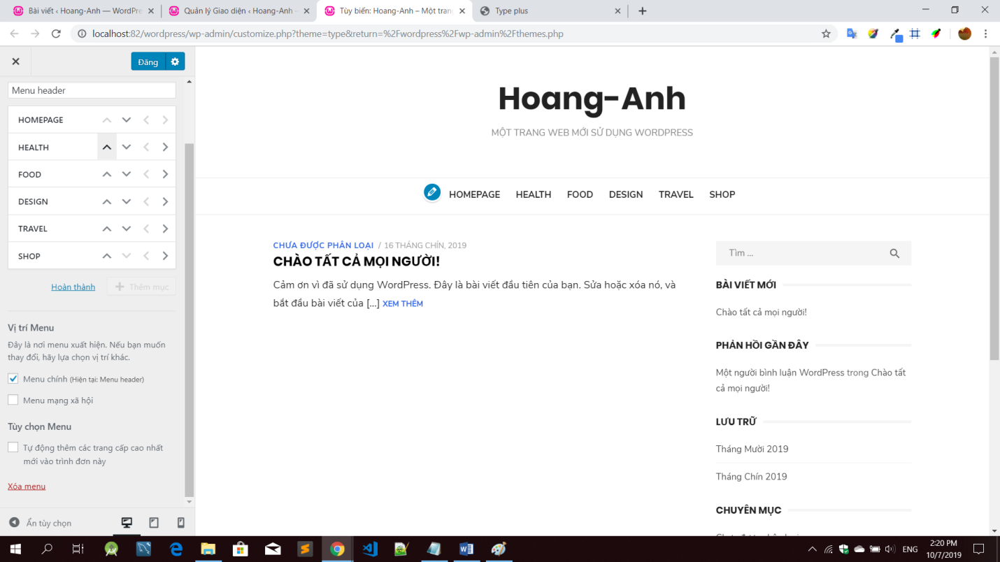 Bài viết ‹ Hoang-Anh — WordPre
Quản lý Giao diện ‹ Hoang-Anh
Tùy biến: Hoang-Anh – Một tran
Type plus
localhost:82/wordpress/wp-admin/customize.php?theme=type&return=%2Fwordpress%2Fwp-admin%2Fthemes.php
Đăng
Menu header
HOMEPAGE
HEALTH
FOOD
DESIGN
TRAVEL
SHOP
Hoàn thành
Thêm mục
Vị trí Menu
Đây là nơi menu xuất hiện. Nếu bạn muốn
thay đổi, hãy lựa chọn vị trí khác.
Menu chính (Hiện tại: Menu header)
Menu mạng xã hội
Tùy chọn Menu
Tự động thêm các trang cấp cao nhất
mới vào trình đơn này
Xóa menu
Ẩn tùy chọn
Hoang-Anh
MỘT TRANG WEB MỚI SỬ DỤNG WORDPRESS
HOMEPAGE HEALTH FOOD DESIGN TRAVEL SHOP
CHƯA ĐƯỢC PHÂN LOẠI / 16 THÁNG CHÍN, 2019
CHÀO TẤT CẢ MỌI NGƯỜI!
Cảm ơn vì đã sử dụng WordPress. Đây là bài viết đầu tiên của bạn. Sửa hoặc xóa nó, và
bắt đầu bài viết của […] XEM THÊM
Tìm ...
BÀI VIẾT MỚI
Chào tất cả mọi người!
PHẢN HỒI GẦN ĐÂY
Một người bình luận WordPress trong Chào tất
cả mọi người!
LƯU TRỮ
Tháng Mười 2019
Tháng Chín 2019
CHUYÊN MỤC
ENG
2:20 PM
10/7/2019